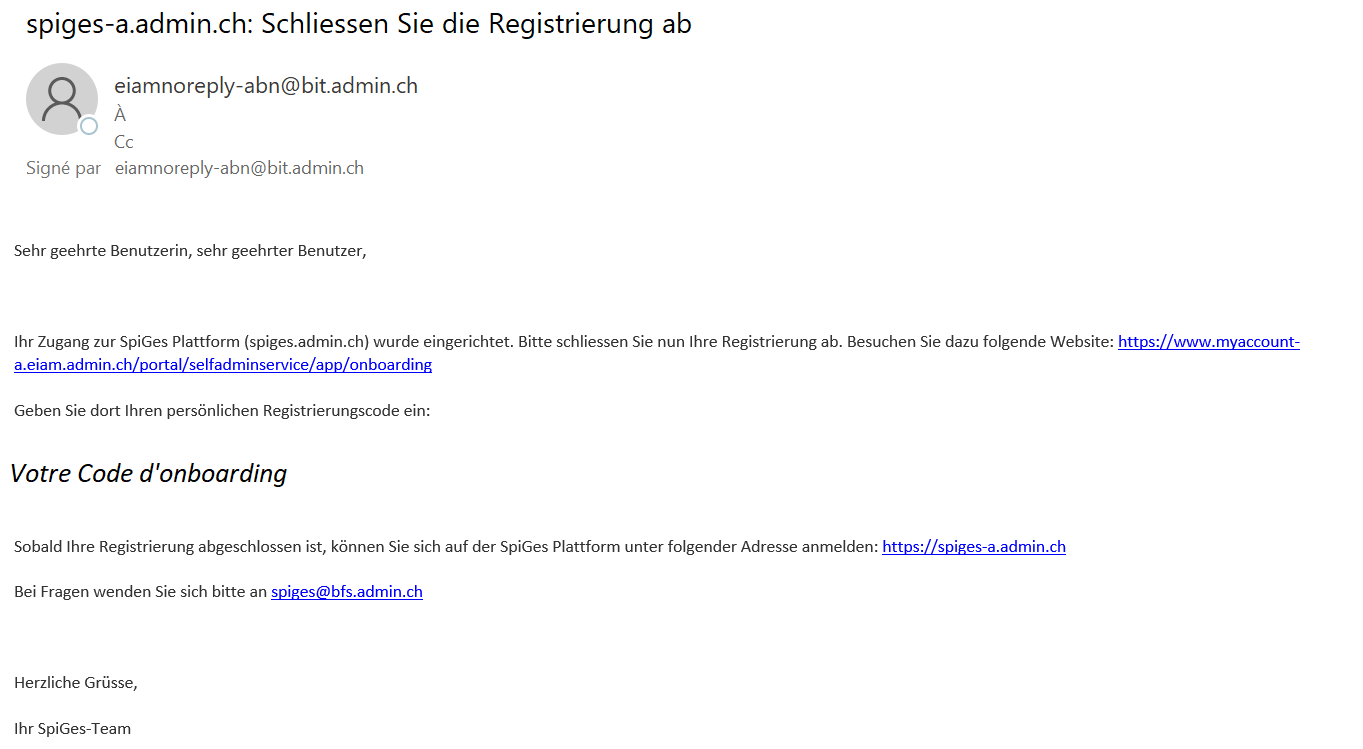 spiges-a.admin.ch: Schliessen Sie die Registrierung ab
eiamnoreply-abn@bit.admin.ch
À
Cc
Signé par eiamnoreply-abn@bit.admin.ch
Sehr geehrte Benutzerin, sehr geehrter Benutzer,
Ihr Zugang zur SpiGes Plattform (spiges.admin.ch) wurde eingerichtet. Bitte schliessen Sie nun Ihre Registrierung ab. Besuchen Sie dazu folgende Website: https://www.myaccount-
a.eiam.admin.ch/portal/selfadminservice/app/onboarding
Geben Sie dort Ihren persönlichen Registrierungscode ein:
Votre Code d'onboarding
Sobald Ihre Registrierung abgeschlossen ist, können Sie sich auf der SpiGes Plattform unter folgender Adresse anmelden: https://spiges-a.admin.ch
Bei Fragen wenden Sie sich bitte an spiges@bfs.admin.ch
Herzliche Grüsse,
Ihr SpiGes-Team